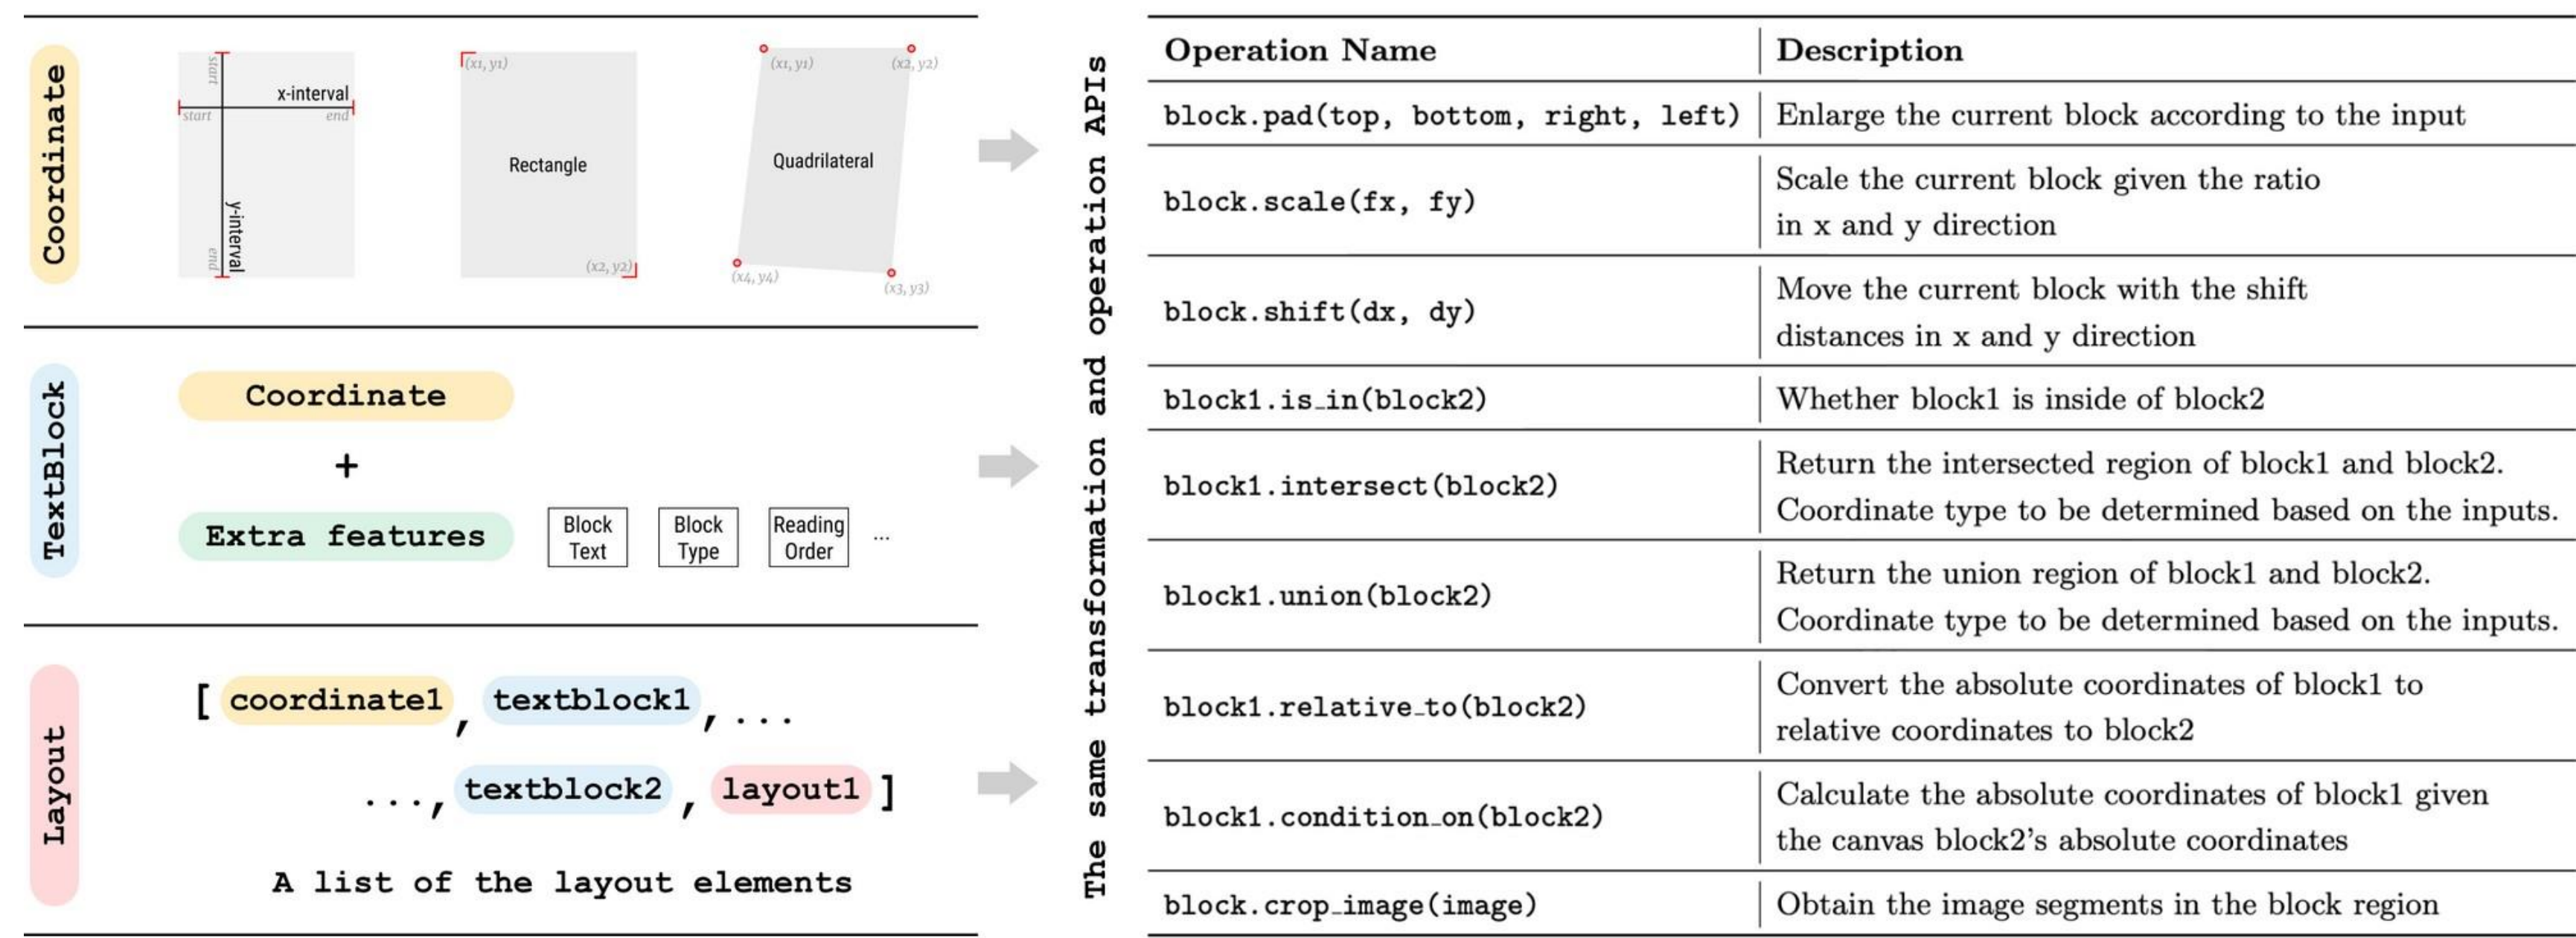 Coordinate
start
x-interval
start
end
y-interval
end
(x1, y1)
Rectangle
(x2, y2)
(x1, y1)
(x2, y2)
Quadrilateral
(x4, y4)
(x3, y3)
TextBlock
Coordinate
+
Extra features
Block
Text
Block
Type
Reading
Order
...
Layout
[ coordinate1, textblock1, ...
..., textblock2, layout1 ]
A list of the layout elements
The same transformation and operation APIs
Operation Name
Description
block.pad(top, bottom, right, left)
Enlarge the current block according to the input
block.scale(fx, fy)
Scale the current block given the ratio
in x and y direction
block.shift(dx, dy)
Move the current block with the shift
distances in x and y direction
block1.is_in(block2)
Whether block1 is inside of block2
block1.intersect(block2)
Return the intersected region of block1 and block2.
Coordinate type to be determined based on the inputs.
block1.union(block2)
Return the union region of block1 and block2.
Coordinate type to be determined based on the inputs.
block1.relative_to(block2)
Convert the absolute coordinates of block1 to
relative coordinates to block2
block1.condition_on(block2)
Calculate the absolute coordinates of block1 given
the canvas block2's absolute coordinates
block.crop_image(image)
Obtain the image segments in the block region